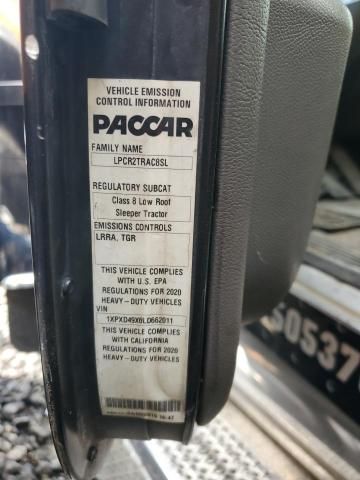 VEHICLE EMISSION
CONTROL INFORMATION
PACCAR
FAMILY NAME
LPCR2TRAC8SL
REGULATORY SUBCAT
Class 8 Low Roof
Sleeper Tractor
EMISSIONS CONTROLS
LRRA, TGR
THIS VEHICLE COMPLIES
WITH U.S. EPA
REGULATIONS FOR 2020
HEAVY-DUTY VEHICLES
VIN
1XPXD49X6LD662011
THIS VEHICLE COMPLIES
WITH CALIFORNIA
REGULATIONS FOR 2020
HEAVY-DUTY VEHICLES
50537